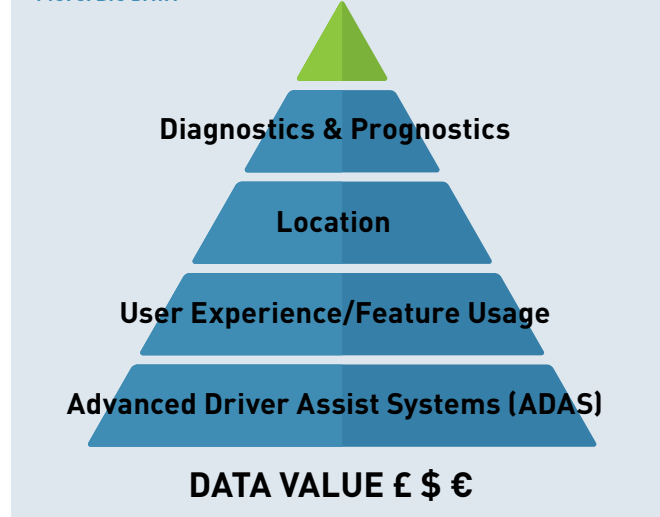 Diagnostics & Prognostics
Location
User Experience/Feature Usage
Advanced Driver Assist Systems (ADAS)
DATA VALUE £ $ €